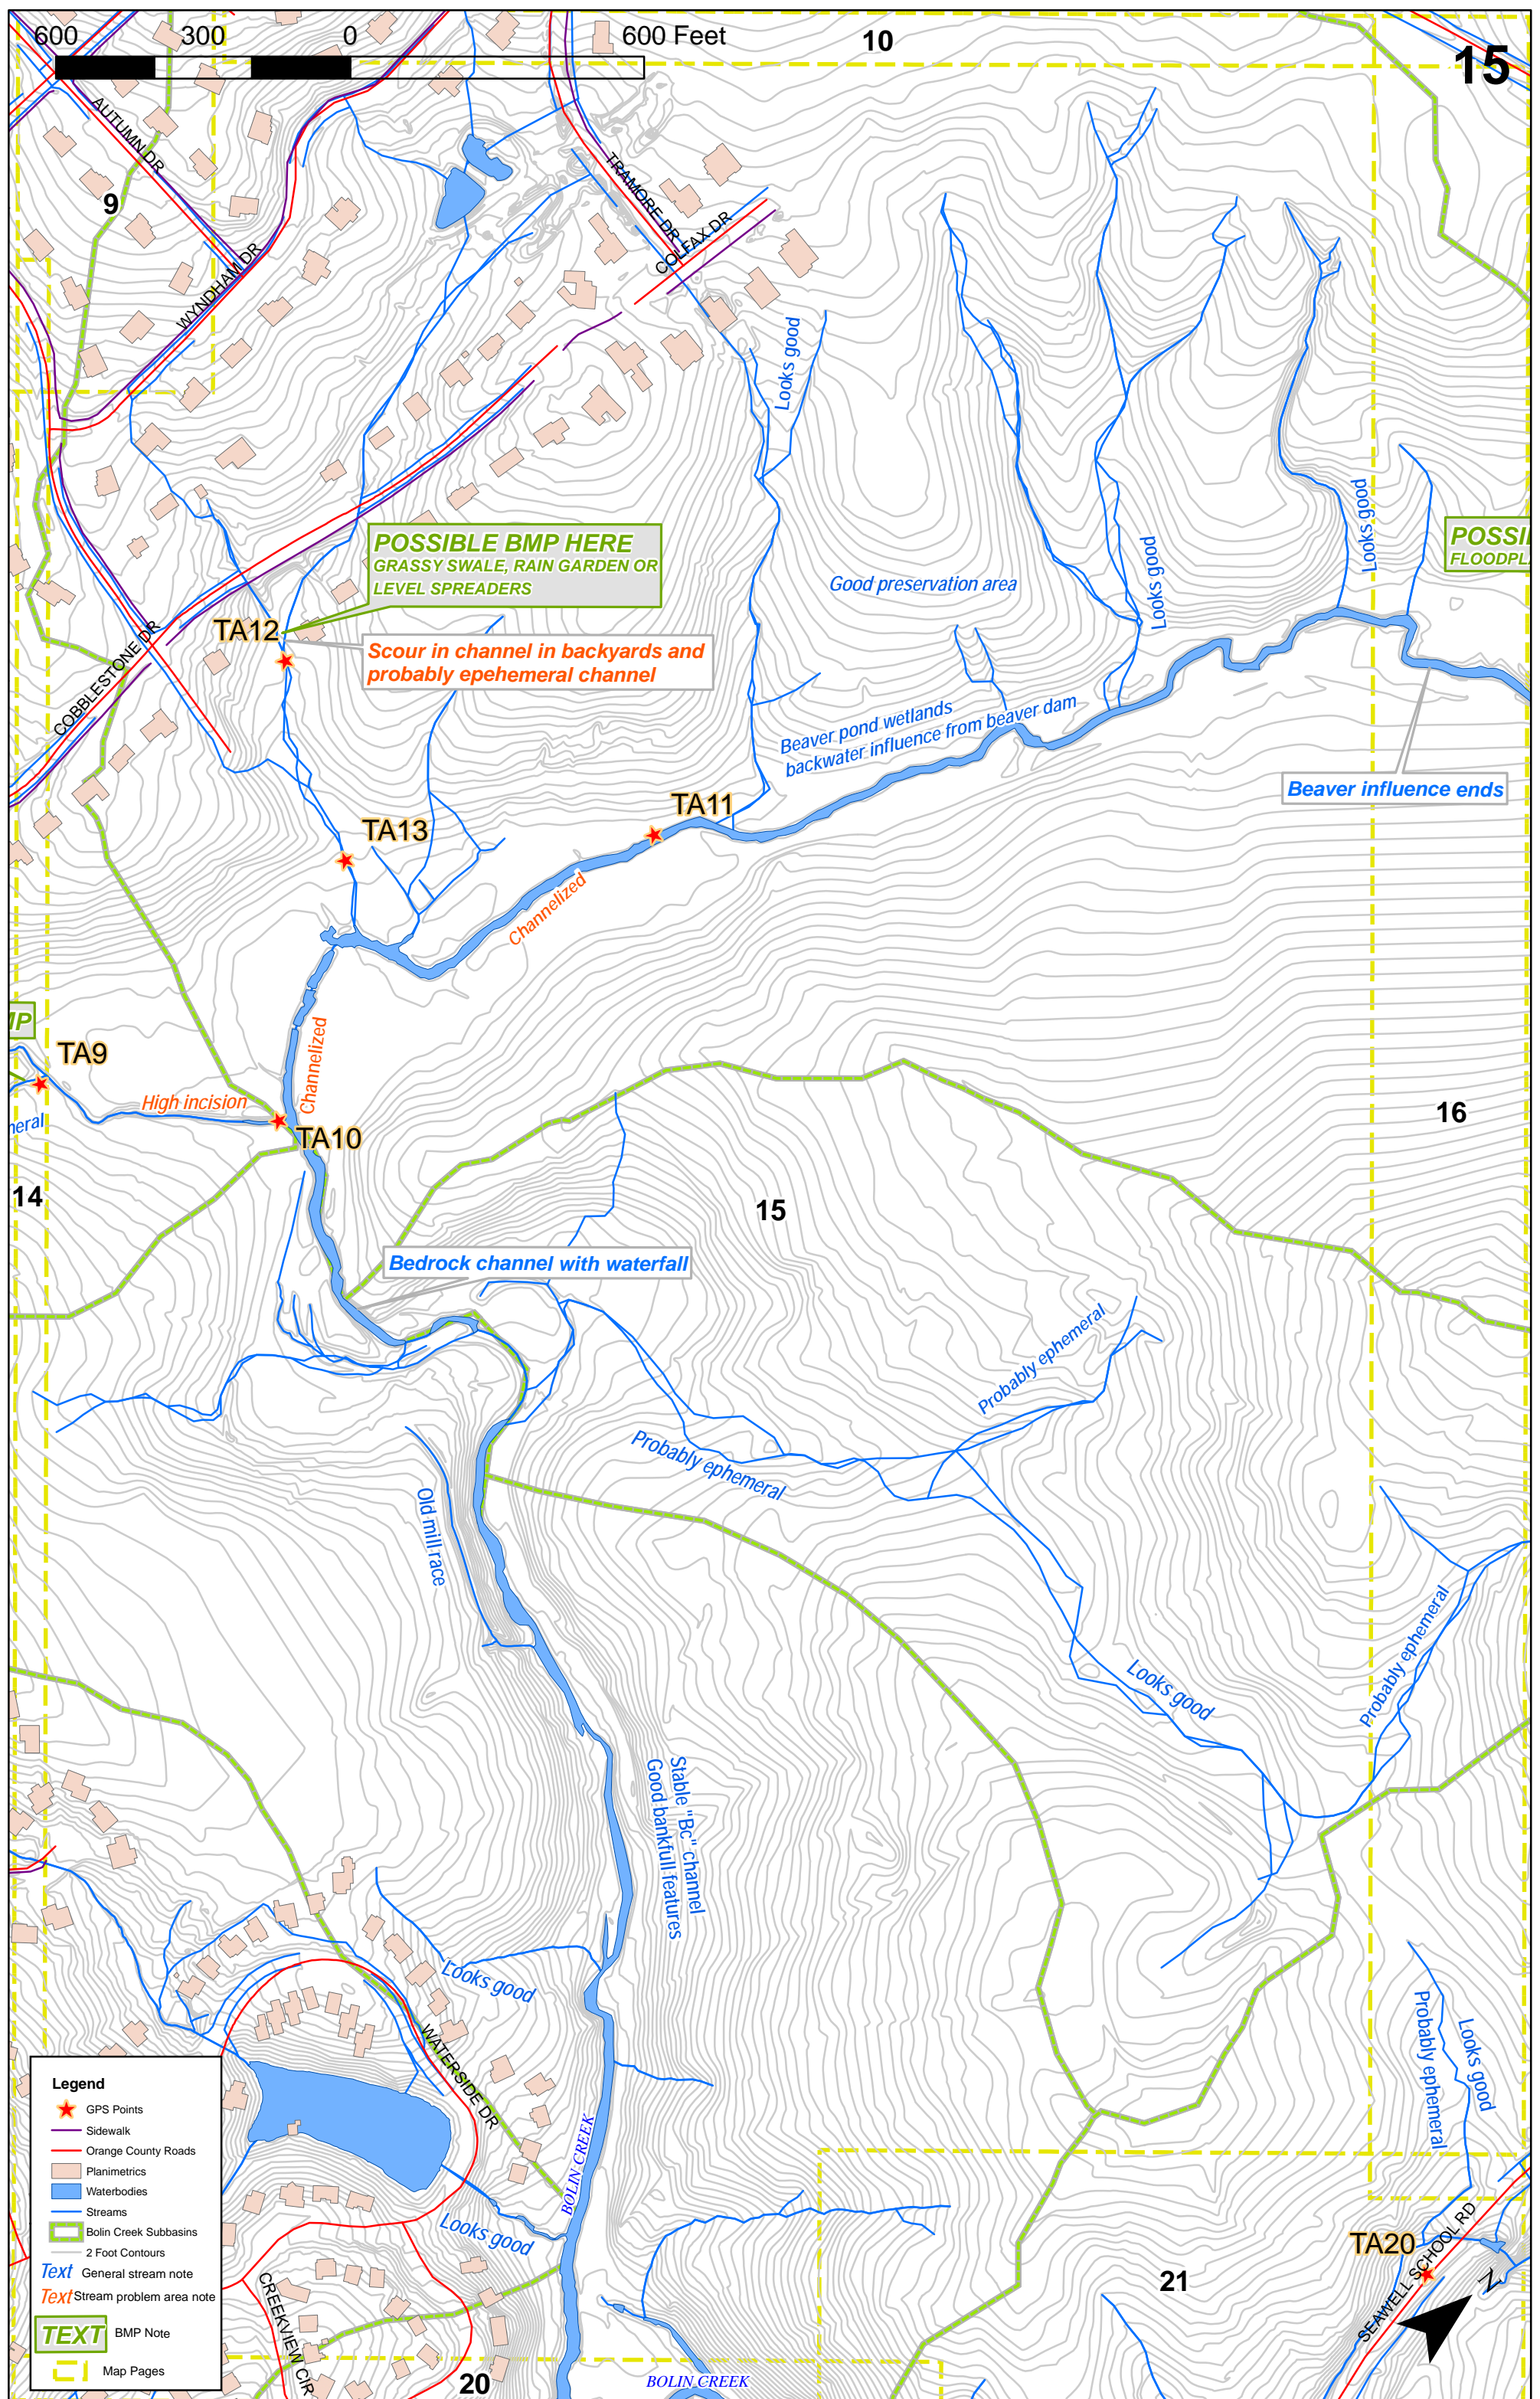 600 300 0 600 Feet
10
15
AUTUMN DR
9
WYNDHAM DR
TRAMORE DR
COLFAX DR
Looks good
POSSIBLE BMP HERE
GRASSY SWALE, RAIN GARDEN OR
LEVEL SPREADERS
Looks good
Looks good
POSSI
FLOODPL
Good preservation area
TA12
COBBLESTONE DR
Scour in channel in backyards and
probably epehemeral channel
Beaver pond wetlands
backwater influence from beaver dam
Beaver influence ends
TA11
TA13
Channelized
Channelized
MP
TA9
High incision
neral
TA10
16
14
15
Bedrock channel with waterfall
Probably ephemeral
Probably ephemeral
Old mill race
Probably ephemeral
Looks good
Stable "Bc" channel
Good bankfull features
Looks good
WATERSIDE DR
Probably ephemeral
Looks good
BOLIN CREEK
Looks good
TA20
SEAWELL SCHOOL RD
N
21
CREEKVIEW CIR
20
BOLIN CREEK
Legend
GPS Points
Sidewalk
Orange County Roads
Planimetrics
Waterbodies
Streams
Bolin Creek Subbasins
2 Foot Contours
Text General stream note
Text Stream problem area note
TEXT BMP Note
Map Pages